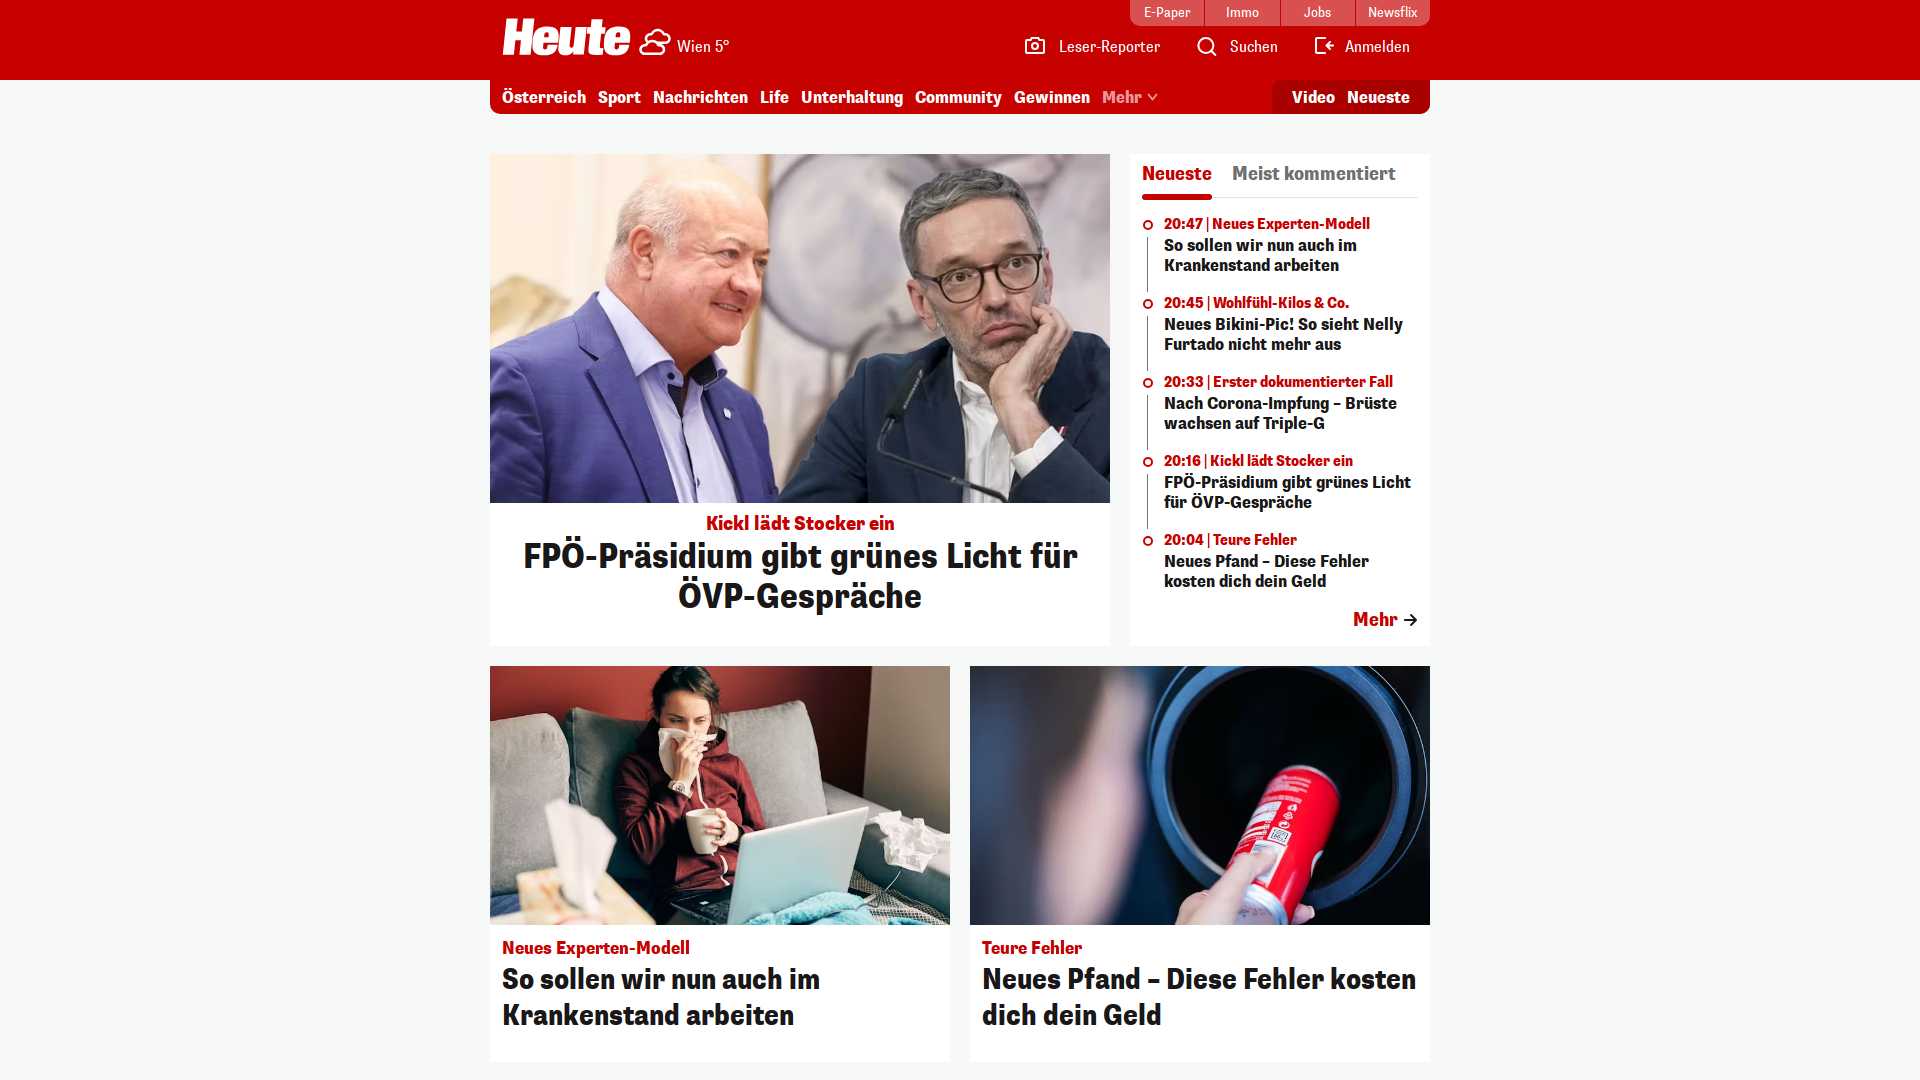 E-Paper
Immo
Jobs
Newsflix
Heute
Wien 5°
Leser-Reporter
Suchen
Anmelden
Österreich
Sport
Nachrichten
Life
Unterhaltung
Community
Gewinnen
Mehr
Video
Neueste
Kickl lädt Stocker ein
FPÖ-Präsidium gibt grünes Licht für
ÖVP-Gespräche
Neueste
Meist kommentiert
20:47 | Neues Experten-Modell
So sollen wir nun auch im
Krankenstand arbeiten
20:45 | Wohlfühl-Kilos & Co.
Neues Bikini-Pic! So sieht Nelly
Furtado nicht mehr aus
20:33 | Erster dokumentierter Fall
Nach Corona-Impfung – Brüste
wachsen auf Triple-G
20:16 | Kickl lädt Stocker ein
FPÖ-Präsidium gibt grünes Licht
für ÖVP-Gespräche
20:04 | Teure Fehler
Neues Pfand – Diese Fehler
kosten dich dein Geld
Mehr
Neues Experten-Modell
So sollen wir nun auch im
Krankenstand arbeiten
Teure Fehler
Neues Pfand – Diese Fehler kosten
dich dein Geld